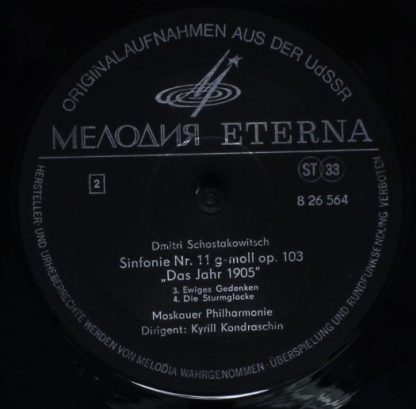 ORIGINALAUFNAHMEN AUS DER UdSSR
МЕЛОДИЯ ETERNA
2
ST 33
8 26 564
Dmitri Schostakowitsch
Sinfonie Nr. 11 g-moll op. 103
„Das Jahr 1905“
3. Ewiges Gedenken
4. Die Sturmglocke
Moskauer Philharmonie
Dirigent: Kyrill Kondraschin
HERSTELLER- UND URHEBERRECHTE WERDEN VON MELODIA WAHRGENOMMEN · ÜBERSPIELUNG UND RUNDFUNKSENDUNG VERBOTEN